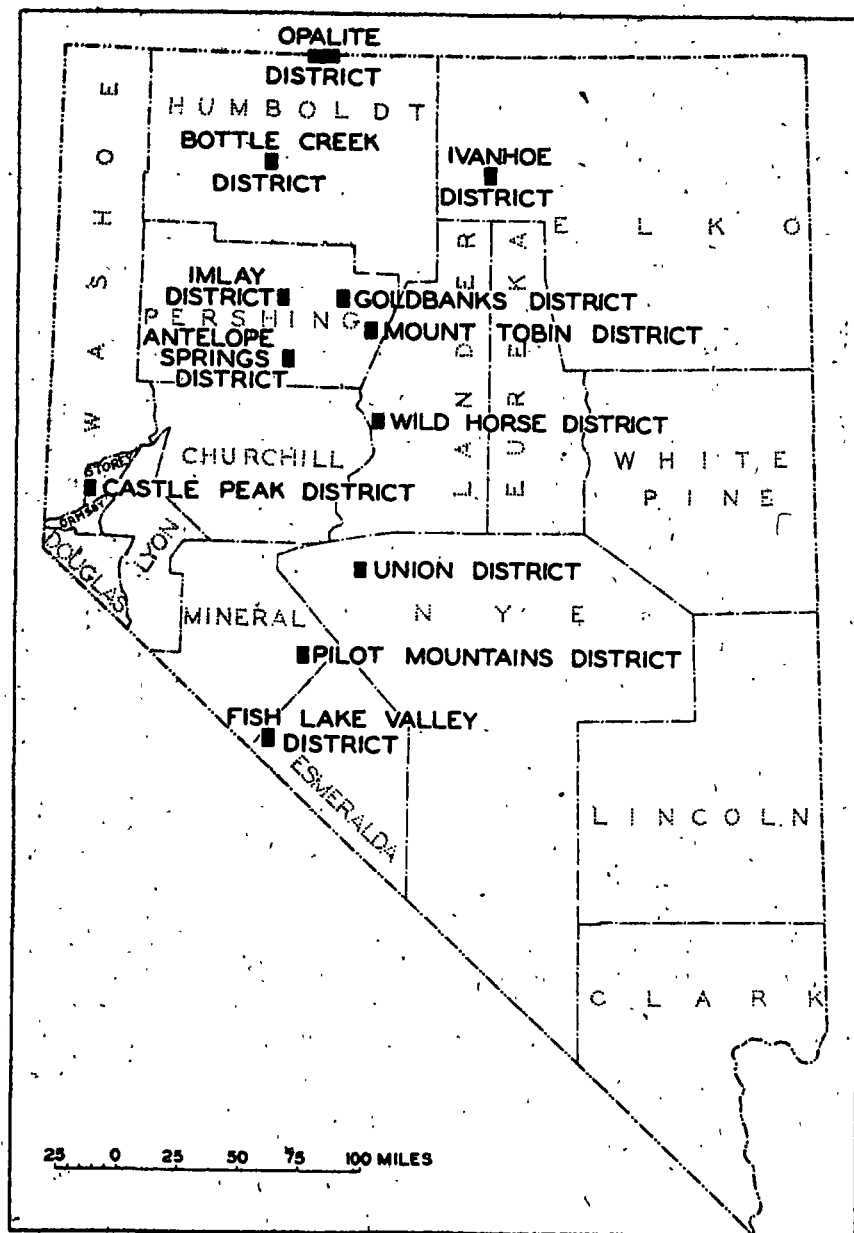 OPALITE
DISTRICT
WASHOE
HUMBOLDT
BOTTLE CREEK
DISTRICT
IVANHOE
DISTRICT
ELKO
LANDER
EUREKA
IMLAY
DISTRICT
PERSHING
GOLDBANKS DISTRICT
MOUNT TOBIN DISTRICT
ANTELOPE
SPRINGS
DISTRICT
WILD HORSE DISTRICT
CHURCHILL
WHITE
PINE
STOREY
CASTLE PEAK DISTRICT
ORMSBY
LYON
DOUGLAS
UNION DISTRICT
MINERAL
NYE
PILOT MOUNTAINS DISTRICT
FISH LAKE VALLEY
DISTRICT
ESMERALDA
LINCOLN
CLARK
25 0 25 50 75 100 MILES